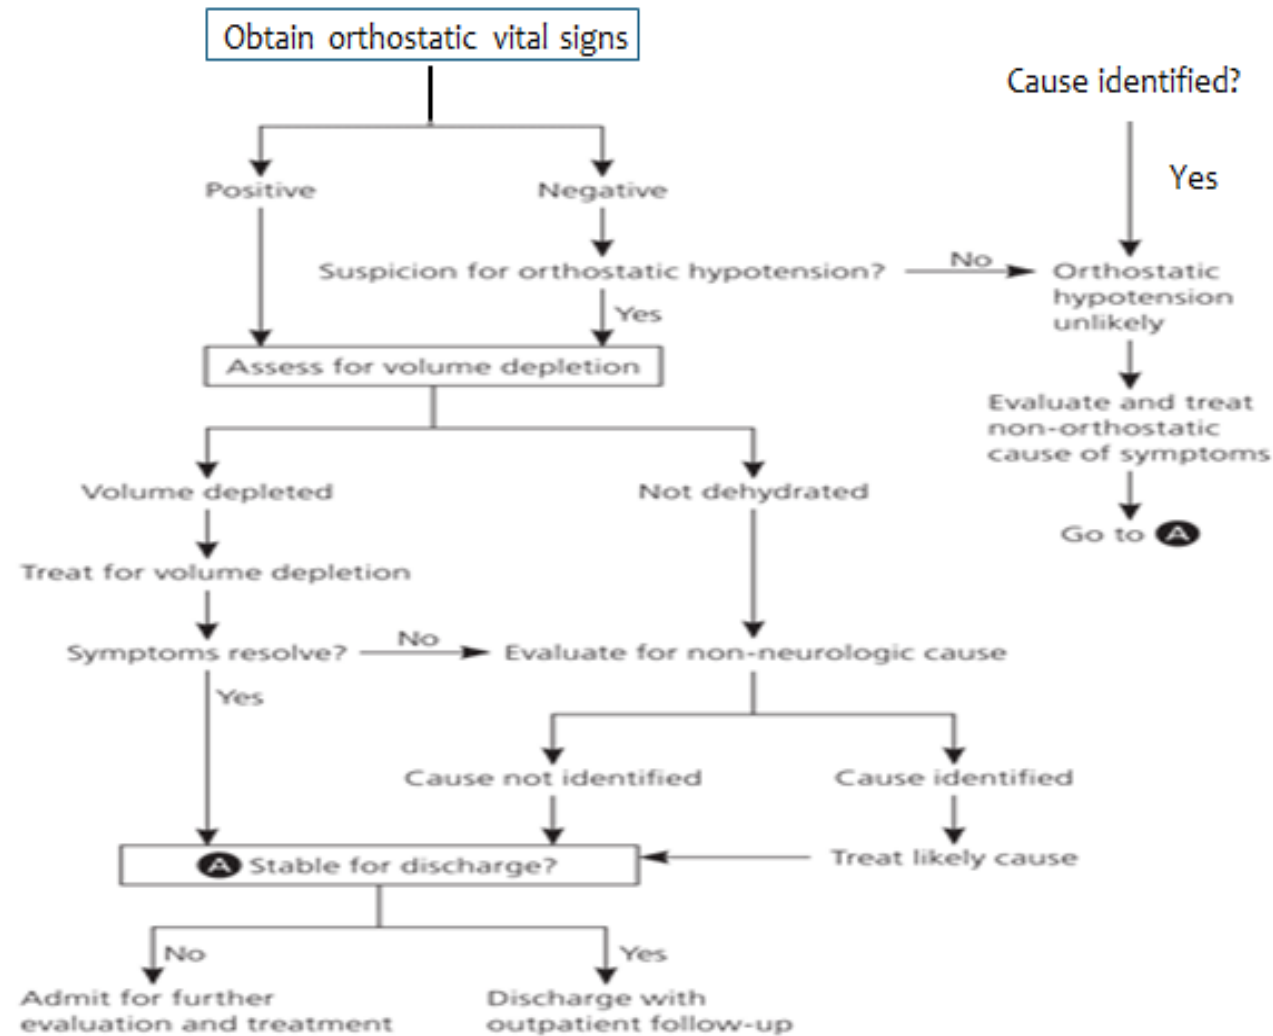 Obtain orthostatic vital signs
Cause identified?
Yes
Positive
Negative
Suspicion for orthostatic hypotension?
No
Orthostatic
hypotension
unlikely
Yes
Assess for volume depletion
Evaluate and treat
non-orthostatic
cause of symptoms
Volume depleted
Not dehydrated
Go to A
Treat for volume depletion
Symptoms resolve?
No
Evaluate for non-neurologic cause
Yes
Cause not identified
Cause identified
A Stable for discharge?
Treat likely cause
No
Yes
Admit for further
evaluation and treatment
Discharge with
outpatient follow-up